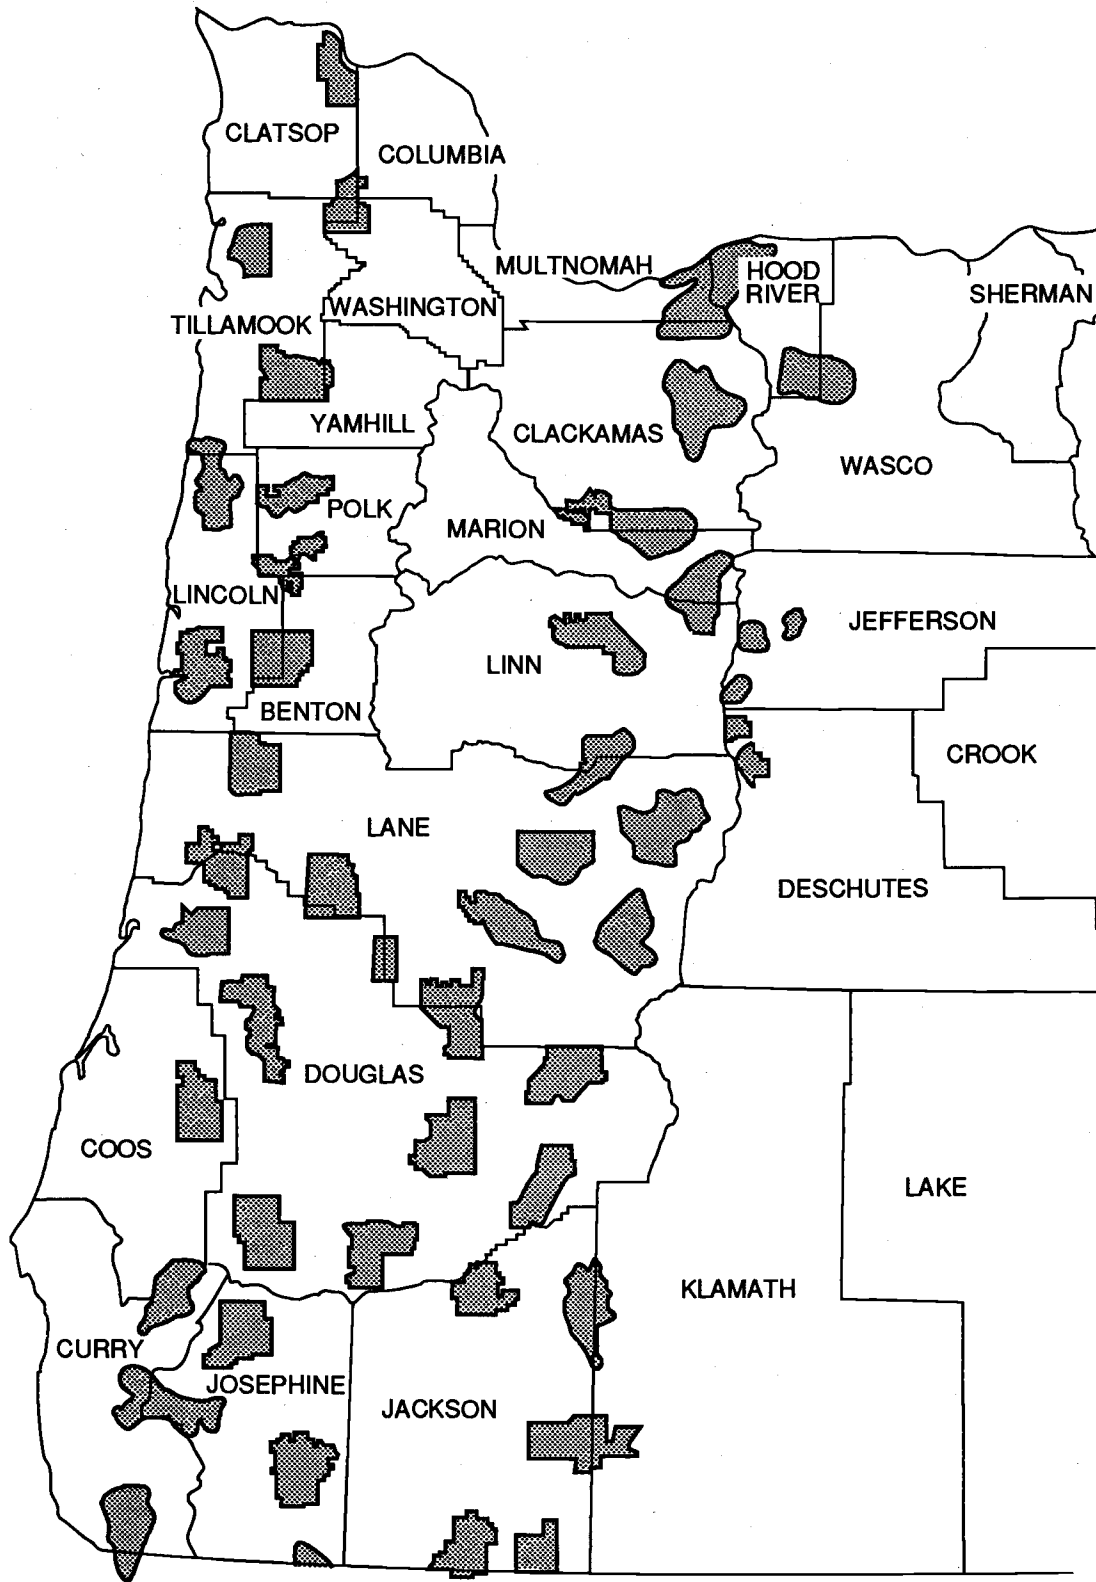 CLATSOP
COLUMBIA
MULTNOMAH
HOOD
RIVER
SHERMAN
WASHINGTON
TILLAMOOK
YAMHILL
CLACKAMAS
WASCO
POLK
MARION
LINCOLN
JEFFERSON
LINN
BENTON
CROOK
LANE
DESCHUTES
DOUGLAS
COOS
LAKE
KLAMATH
CURRY
JOSEPHINE
JACKSON